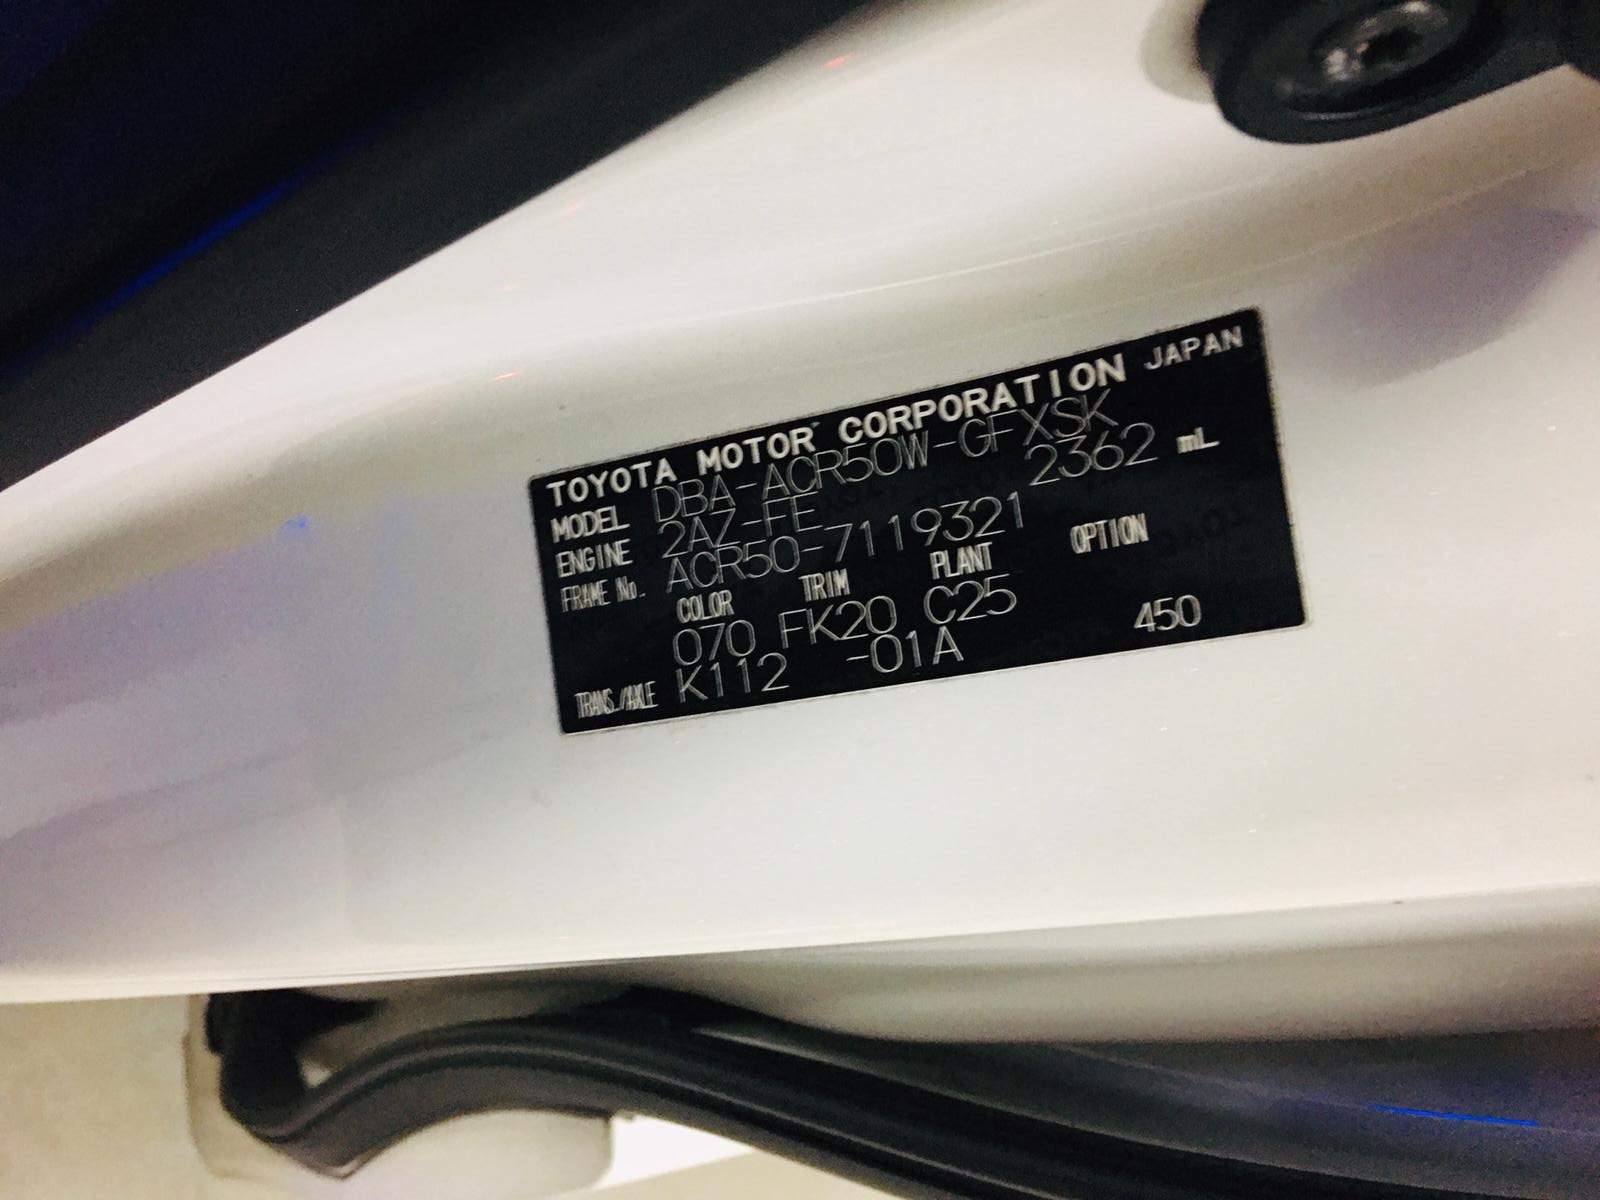 TOYOTA MOTOR CORPORATION JAPAN
MODEL DBA-ACR50W-GFXSK
ENGINE 2AZ-FE 2362 mL
FRAME No. ACR50-7119321
COLOR TRIM PLANT OPTION
070 FK20 C25
TRANS./AXLE K112 -01A 450